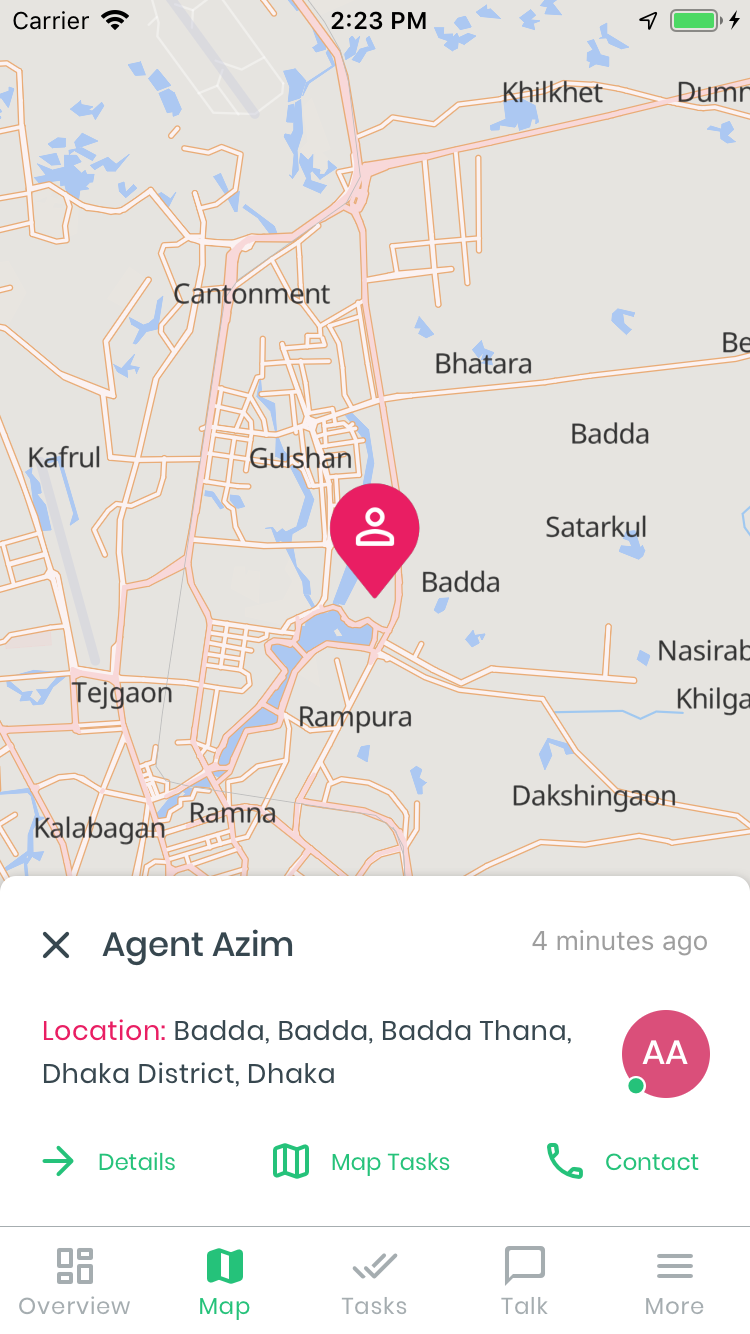 Carrier 2:23 PM
Khilkhet Dumn
Cantonment
Be
Bhatara
Badda
Kafrul Gulshan
Satarkul
Badda
Nasirab
Tejgaon Khilga
Rampura
Dakshingaon
Ramna
Kalabagan
Agent Azim 4 minutes ago
Location: Badda, Badda, Badda Thana,
Dhaka District, Dhaka
AA
Details Map Tasks Contact
Overview Map Tasks Talk More